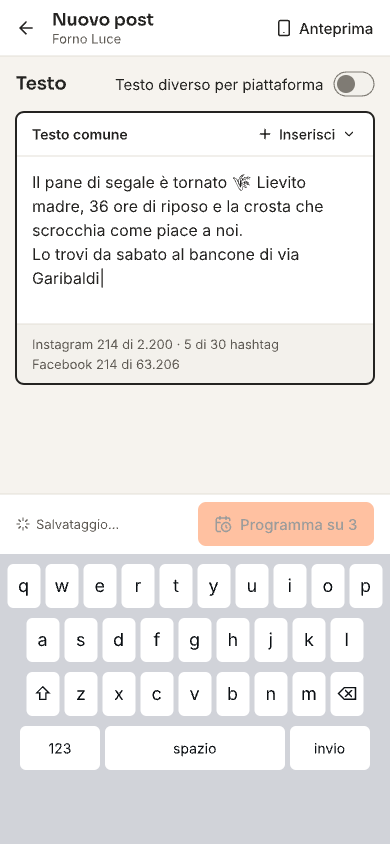 Nuovo post
Forno Luce
Anteprima
Testo
Testo diverso per piattaforma
Testo comune
Inserisci
Il pane di segale è tornato 🌾 Lievito
madre, 36 ore di riposo e la crosta che
scrocchia come piace a noi.
Lo trovi da sabato al bancone di via
Garibaldi
Instagram 214 di 2.200 · 5 di 30 hashtag
Facebook 214 di 63.206
Salvataggio...
Programma su 3
q w e r t y u i o p
a s d f g h j k l
z x c v b n m
123 spazio invio